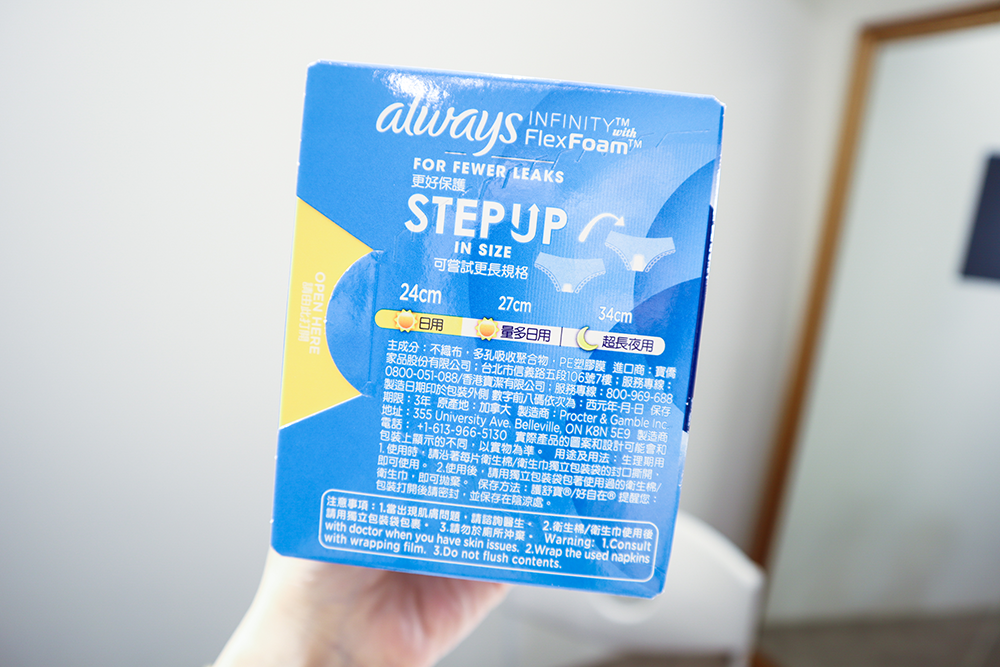 always INFINITY™
with
FlexFoam™
FOR FEWER LEAKS
更好保護
STEP UP
IN SIZE
可嘗試更長規格
OPEN HERE
請由此打開
24cm 27cm 34cm
日用 量多日用 超長夜用
主成分：不織布，多孔吸收聚合物，PE塑膠膜 進口商：寶僑
家品股份有限公司；台北市信義路五段106號7樓；服務專線：
0800-051-088/香港寶潔有限公司；服務專線：800-969-688
製造日期印於包裝外側 數字前八碼依次為：西元年-月-日 保存
期限：3年 原產地：加拿大 製造商：Procter & Gamble Inc
地址：355 University Ave. Belleville, ON K8N 5E9 製造商
電話：+1-613-966-5130 實際產品的圖案和設計可能會和
包裝上顯示的不同，以實物為準。 用途及用法：生理期用
1.使用時，請沿著每片衛生棉/衛生巾獨立包裝袋的封口撕開，
即可使用。 2.使用後，請用獨立包裝袋包著使用過的衛生棉/
衛生巾，即可拋棄。 保存方法：護舒寶®/好自在® 提醒您：
包裝打開後請密封，並保存在陰涼處。
注意事項：1.當出現肌膚問題，請諮詢醫生。 2.衛生棉/衛生巾使用後
請用獨立包裝袋包裹。 3.請勿於廁所沖棄。 Warning: 1.Consult
with doctor when you have skin issues. 2.Wrap the used napkins
with wrapping film. 3.Do not flush contents.